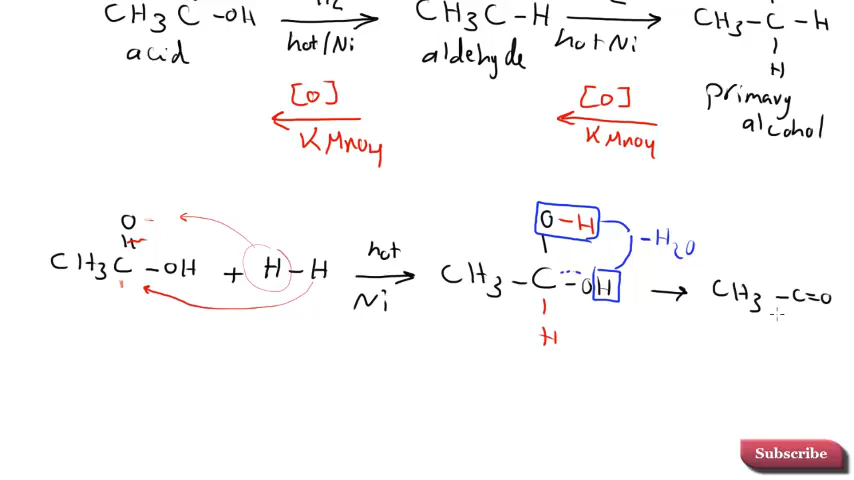 CH3C-OH H2 CH3C-H CH3-C-H
acid hot/Ni aldehyde hot+Ni H
[O] [O] primary
KMnO4 KMnO4 alcohol
O O-H
CH3C-OH + H-H hot CH3-C-OH -H2O
Ni → CH3-C=O
H
Subscribe